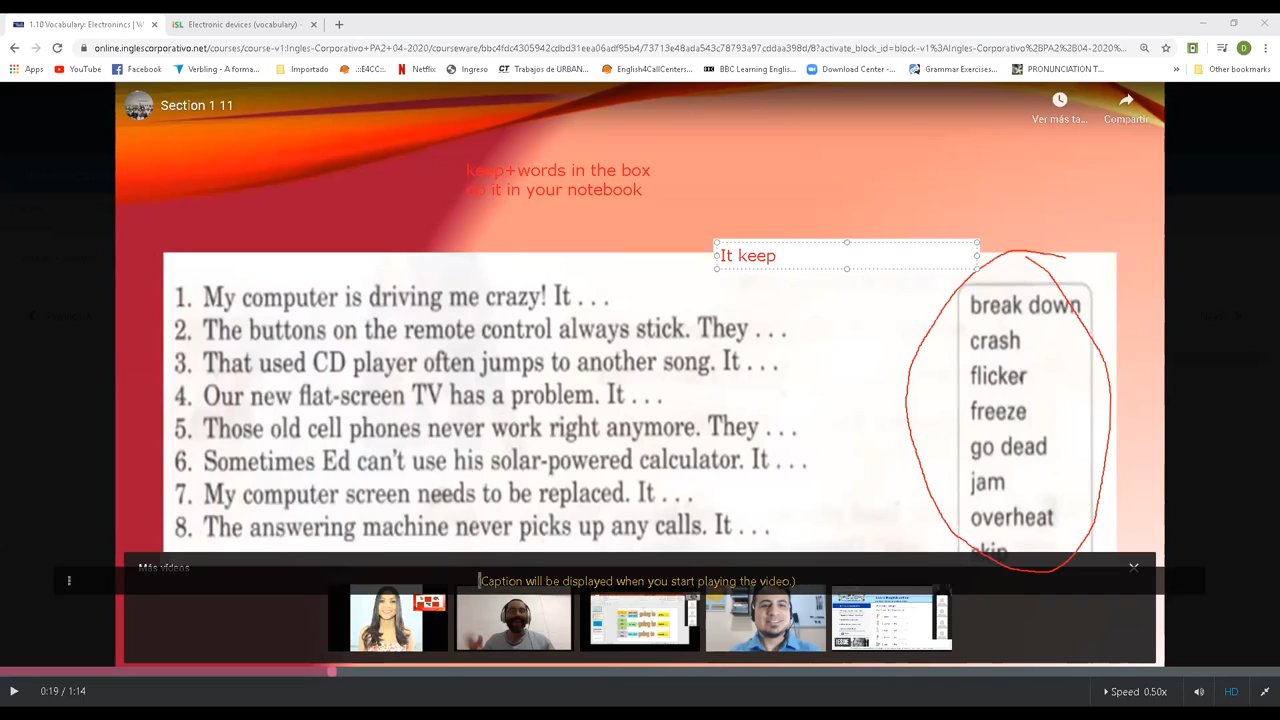 1.10 Vocabulary: Electronincs | W
Electronic devices (vocabulary) -
online.inglescorporativo.net/courses/course-v1:Ingles-Corporativo+PA2+04-2020/courseware/bbc4fdc4305942cdbd31eea06adf95b4/73713e48ada543c78793a97cddaa398d/8?activate_block_id=block-v1%3AIngles-Corporativo%2BPA2%2B04-2020%...
Apps YouTube Facebook Verbling - A forma... Importado .::E4CC::. Netflix Ingreso Trabajos de URBAN... English4CallCenters... BBC Learning Englis... Download Center -... Grammar Exercises... PRONUNCIATION T... » Other bookmarks
Section 1 11
Ver más ta... Compartir
keep+words in the box
do it in your notebook
It keep
1. My computer is driving me crazy! It . . .
2. The buttons on the remote control always stick. They . . .
3. That used CD player often jumps to another song. It . . .
4. Our new flat-screen TV has a problem. It . . .
5. Those old cell phones never work right anymore. They . . .
6. Sometimes Ed can't use his solar-powered calculator. It . . .
7. My computer screen needs to be replaced. It . . .
8. The answering machine never picks up any calls. It . . .
break down
crash
flicker
freeze
go dead
jam
overheat
skip
Más vídeos
(Caption will be displayed when you start playing the video.)
0:19 / 1:14
Speed 0.50x
HD